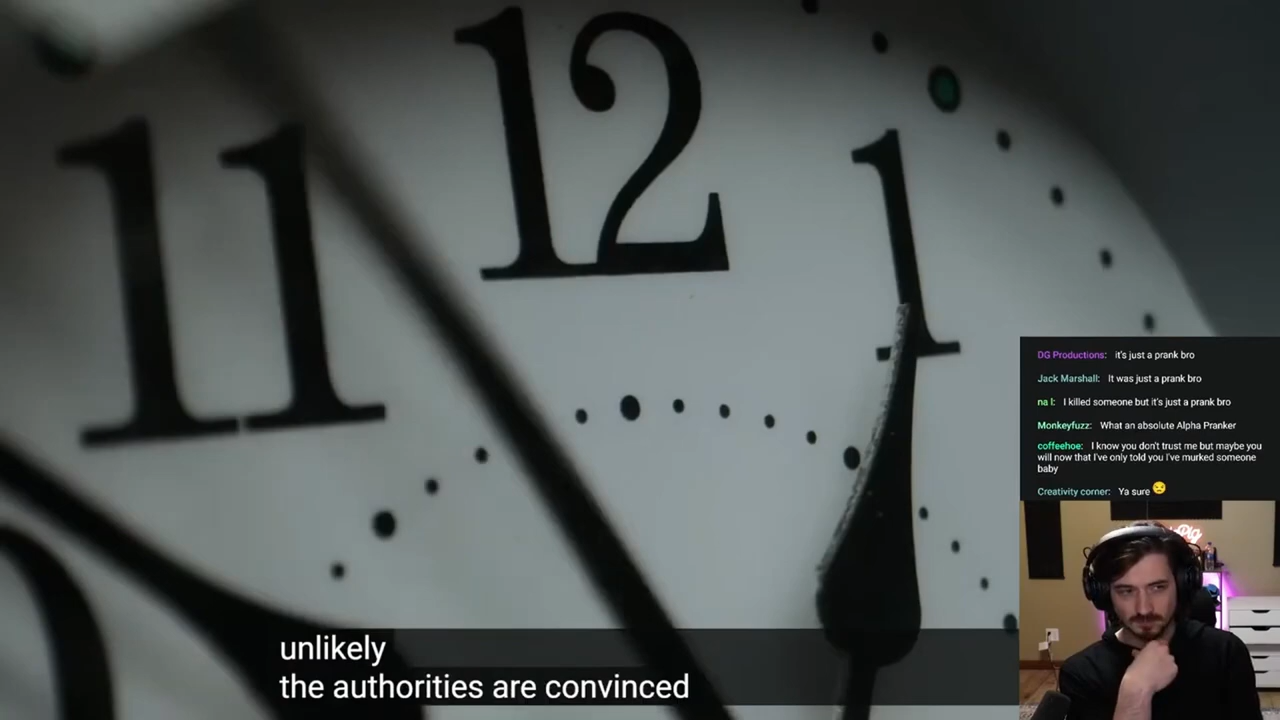 12
11
1
DG Productions: it's just a prank bro
Jack Marshall: It was just a prank bro
na l: I killed someone but it's just a prank bro
Monkeyfuzz: What an absolute Alpha Pranker
coffeehoe: I know you don't trust me but maybe you
will now that I've only told you I've murked someone
baby
Creativity corner: Ya sure 😒
unlikely
the authorities are convinced